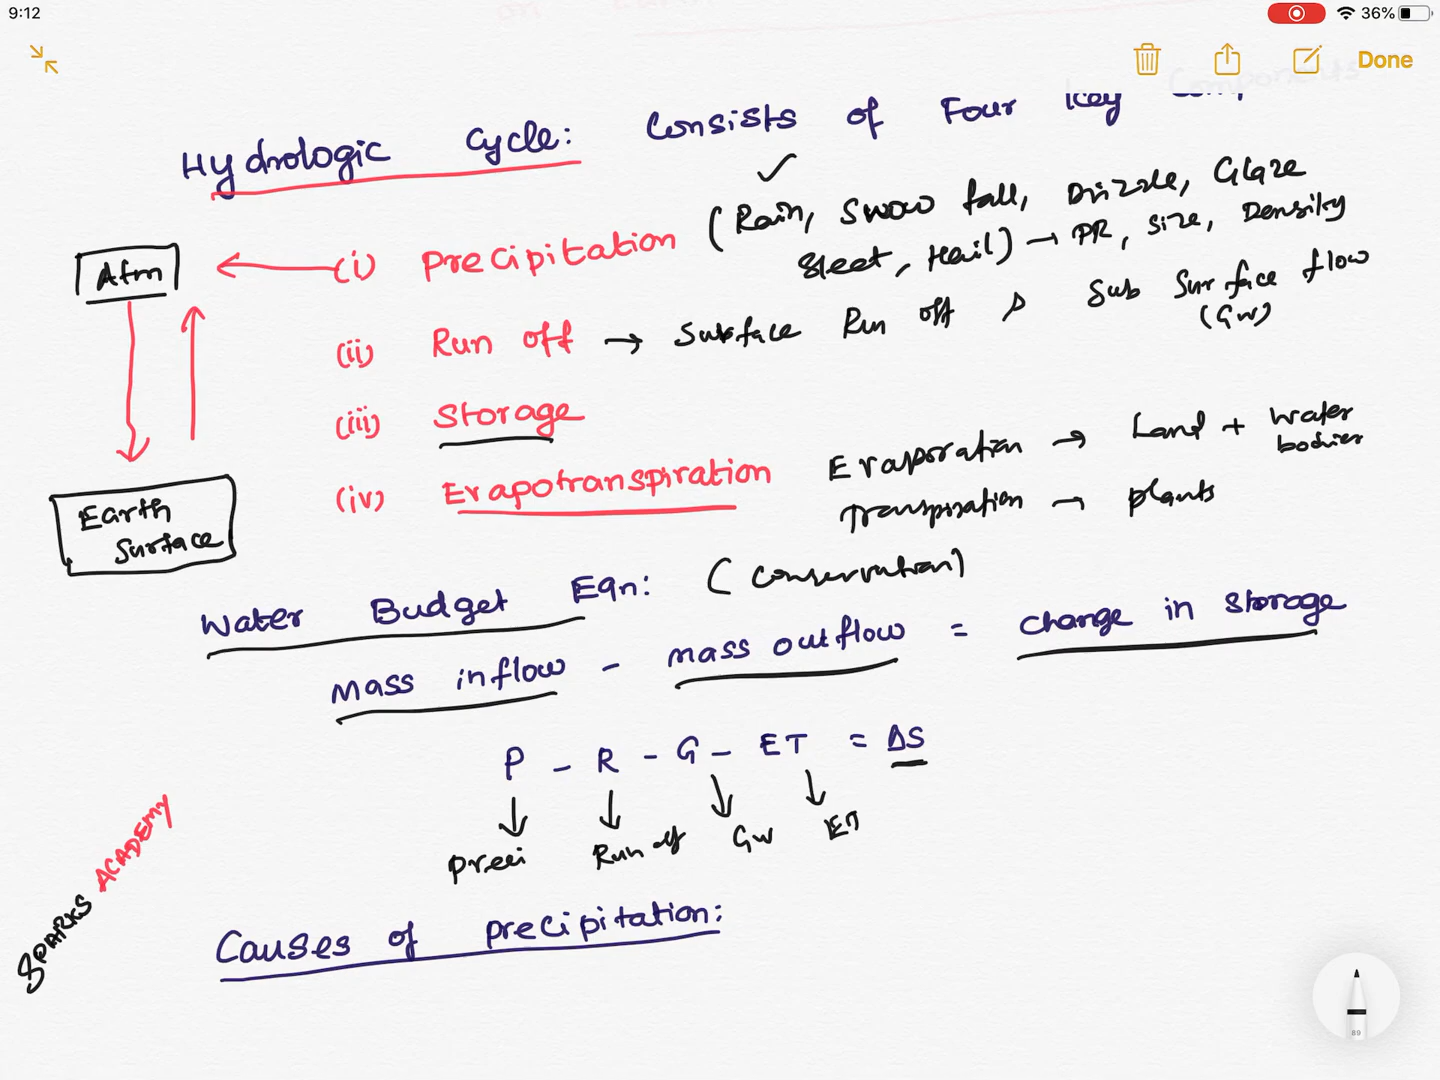 9:12
36%
Done
Components
Hydrologic Cycle: Consists of Four Key
(Rain, Snow fall, Drizzle, Glaze
Atm ← (i) Precipitation Sleet, Hail) → PR, Size, Density
(ii) Run off → Surface Run off & Sub Surface flow
(GW)
(iii) Storage
(iv) Evapotranspiration Evaporation → Land + Water bodies
Transpiration → plants
Earth
Surface
Water Budget Eqn: (Conservation)
Mass inflow - mass outflow = change in storage
P - R - G - ET = ΔS
Preci Run off GW ET
SPARKS ACADEMY
Causes of precipitation:
89